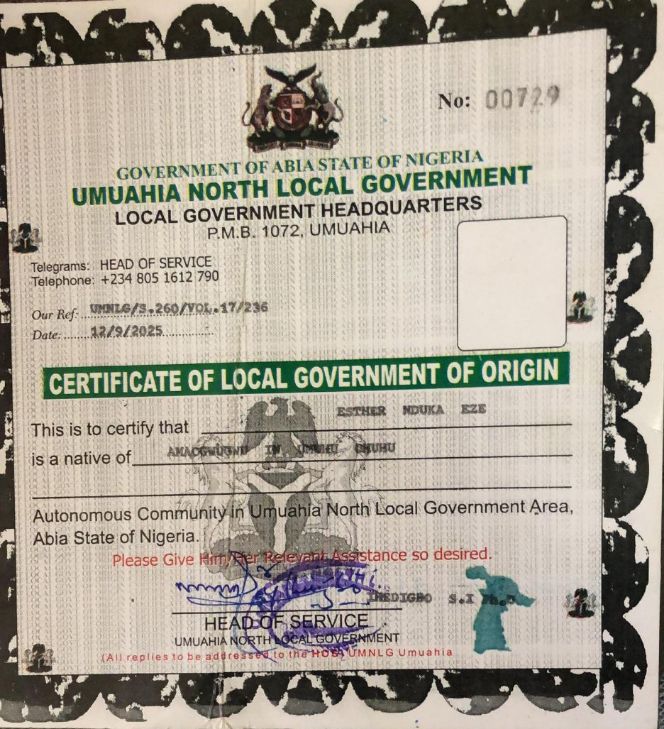 No: 00729
GOVERNMENT OF ABIA STATE OF NIGERIA
UMUAHIA NORTH LOCAL GOVERNMENT
LOCAL GOVERNMENT HEADQUARTERS
P.M.B. 1072, UMUAHIA
Telegrams: HEAD OF SERVICE
Telephone: +234 805 1612 790
Our Ref: UMNLG/S.260/VOL.17/236
Date: 12/9/2025
CERTIFICATE OF LOCAL GOVERNMENT OF ORIGIN
This is to certify that ESTHER NDUKA EZE
is a native of IN UMUHU
Autonomous Community in Umuahia North Local Government Area,
Abia State of Nigeria.
Please Give Him/Her Relevant Assistance so desired.
IHEDIGBO S.I Ph.D
HEAD OF SERVICE
UMUAHIA NORTH LOCAL GOVERNMENT
(All replies to be addressed to the HOS, UMNLG Umuahia